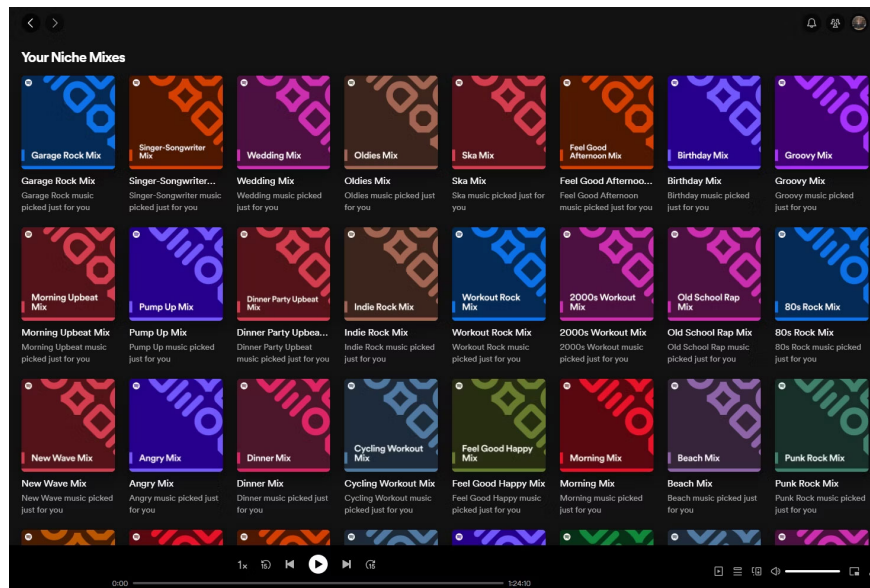 Your Niche Mixes
Garage Rock Mix
Singer-Songwriter
Mix
Wedding Mix
Oldies Mix
Ska Mix
Feel Good
Afternoon Mix
Birthday Mix
Groovy Mix
Garage Rock Mix
Garage Rock music
picked just for you
Singer-Songwriter...
Singer-Songwriter music
picked just for you
Wedding Mix
Wedding music picked
just for you
Oldies Mix
Oldies music picked just
for you
Ska Mix
Ska music picked just for
you
Feel Good Afternoo...
Feel Good Afternoon
music picked just for you
Birthday Mix
Birthday music picked
just for you
Groovy Mix
Groovy music picked
just for you
Morning Upbeat
Mix
Pump Up Mix
Dinner Party Upbeat
Mix
Indie Rock Mix
Workout Rock
Mix
2000s Workout
Mix
Old School Rap
Mix
80s Rock Mix
Morning Upbeat Mix
Morning Upbeat music
picked just for you
Pump Up Mix
Pump Up music picked
just for you
Dinner Party Upbea...
Dinner Party Upbeat
music picked just for you
Indie Rock Mix
Indie Rock music picked
just for you
Workout Rock Mix
Workout Rock music
picked just for you
2000s Workout Mix
2000s Workout music
picked just for you
Old School Rap Mix
Old School Rap music
picked just for you
80s Rock Mix
80s Rock music picked
just for you
New Wave Mix
Angry Mix
Dinner Mix
Cycling Workout
Mix
Feel Good Happy
Mix
Morning Mix
Beach Mix
Punk Rock Mix
New Wave Mix
New Wave music picked
just for you
Angry Mix
Angry music picked just
for you
Dinner Mix
Dinner music picked just
for you
Cycling Workout Mix
Cycling Workout music
picked just for you
Feel Good Happy Mix
Feel Good Happy music
picked just for you
Morning Mix
Morning music picked
just for you
Beach Mix
Beach music picked just
for you
Punk Rock Mix
Punk Rock music picked
just for you
1x
15
15
0:00
1:24:10